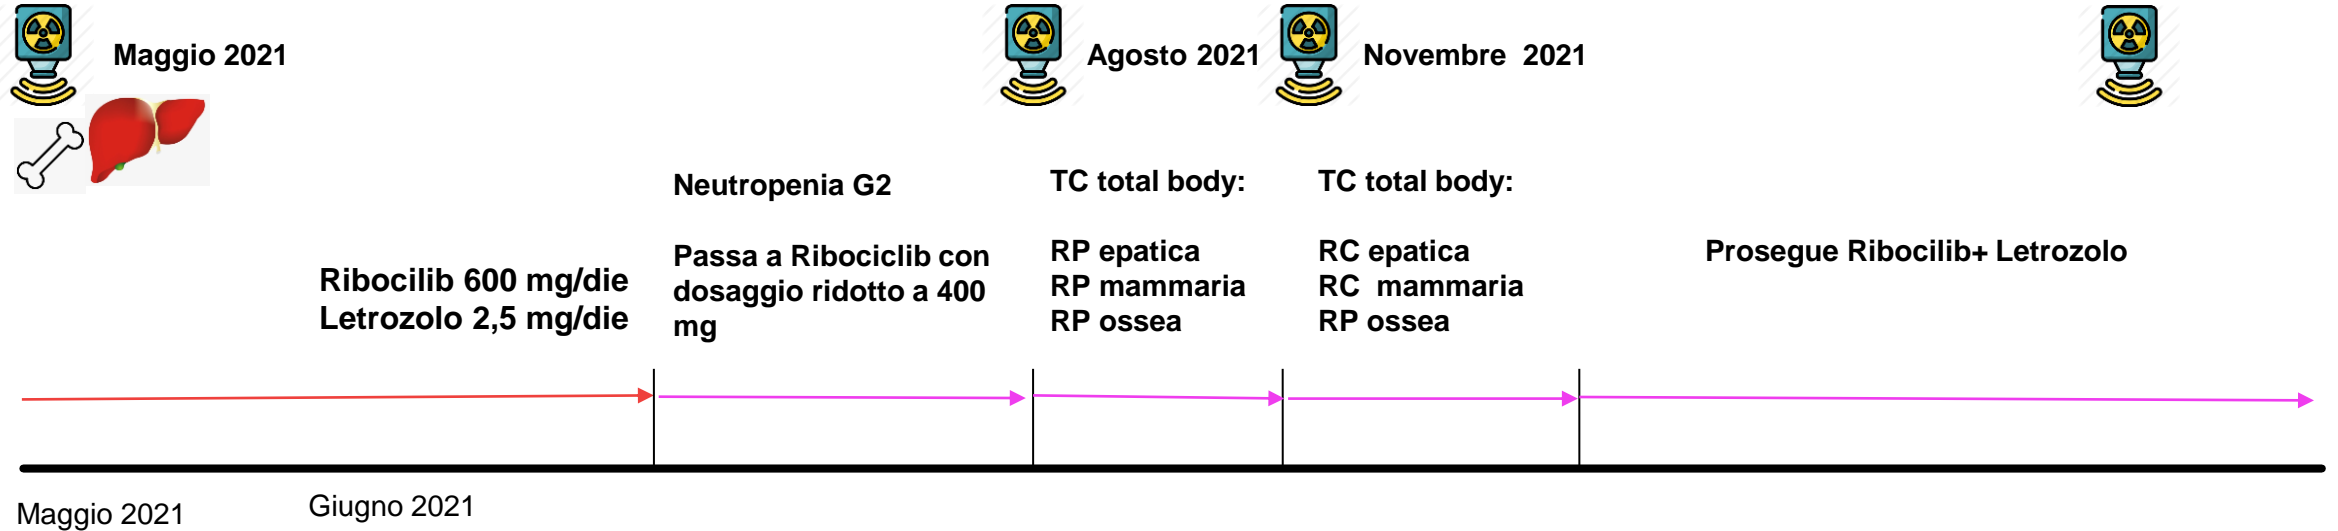 Maggio 2021
Agosto 2021
Novembre 2021
Ribocilib 600 mg/die
Letrozolo 2,5 mg/die
Neutropenia G2
Passa a Ribociclib con
dosaggio ridotto a 400
mg
TC total body:
RP epatica
RP mammaria
RP ossea
TC total body:
RC epatica
RC mammaria
RP ossea
Prosegue Ribocilib+ Letrozolo
Maggio 2021
Giugno 2021